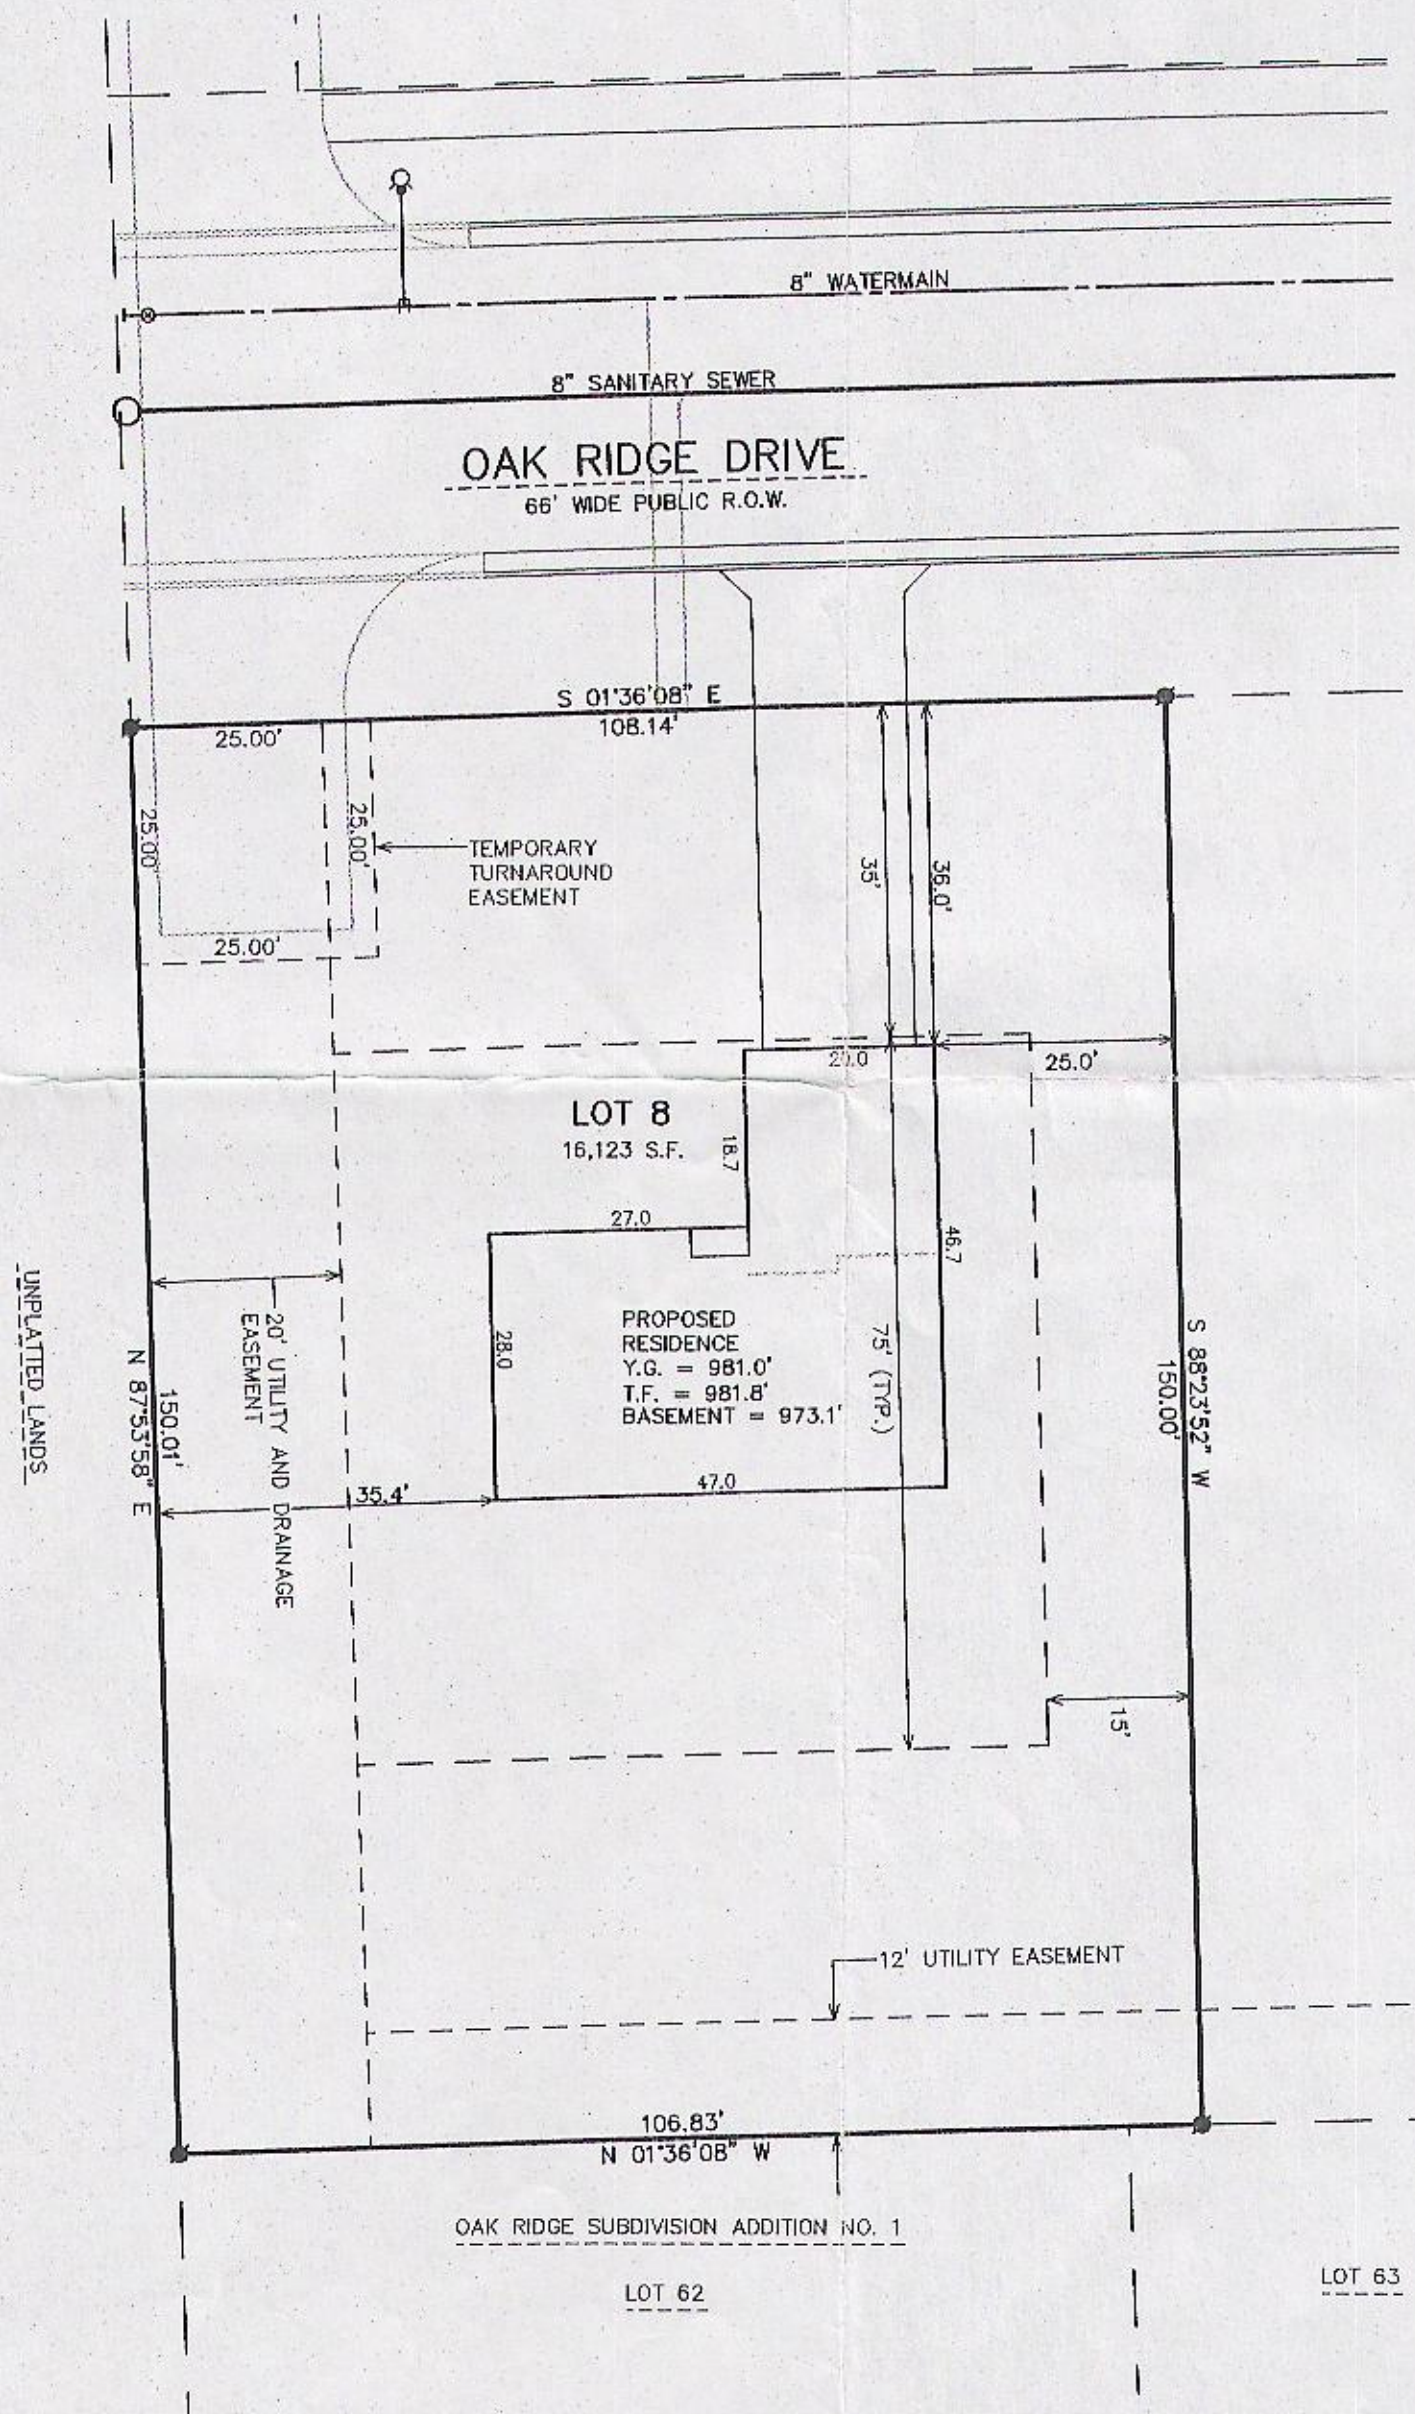 8" WATERMAIN
8" SANITARY SEWER
OAK RIDGE DRIVE
66' WIDE PUBLIC R.O.W.
S 01°36'08" E
108.14'
25.00'
25.00'
25.00'
25.00'
TEMPORARY
TURNAROUND
EASEMENT
35'
36.0'
20.0
25.0'
LOT 8
16,123 S.F.
18.7
27.0
46.7
28.0
PROPOSED
RESIDENCE
Y.G. = 981.0'
T.F. = 981.8'
BASEMENT = 973.1'
75' (TYP.)
47.0
35.4'
20' UTILITY AND DRAINAGE
EASEMENT
UNPLATTED LANDS
150.01'
N 87°53'58" E
S 88°23'52" W
150.00'
15'
12' UTILITY EASEMENT
106.83'
N 01°36'08" W
OAK RIDGE SUBDIVISION ADDITION NO. 1
LOT 62
LOT 63